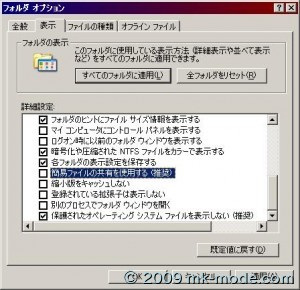 フォルダ オプション
全般
表示
ファイルの種類
オフライン ファイル
フォルダの表示
このフォルダに使用している表示方法 (詳細表示や並べて表示
など) をすべてのフォルダに適用できます。
すべてのフォルダに適用(L)
全フォルダをリセット(R)
詳細設定:
フォルダのヒントにファイル サイズ情報を表示する
マイ コンピュータにコントロール パネルを表示する
ログオン時に以前のフォルダ ウィンドウを表示する
暗号化や圧縮された NTFS ファイルをカラーで表示する
各フォルダの表示設定を保存する
簡易ファイルの共有を使用する (推奨)
縮小版をキャッシュしない
登録されている拡張子は表示しない
別のプロセスでフォルダ ウィンドウを開く
保護されたオペレーティング システム ファイルを表示しない (推奨)
既定値に戻す(D)
© 2009 mk-mode.com